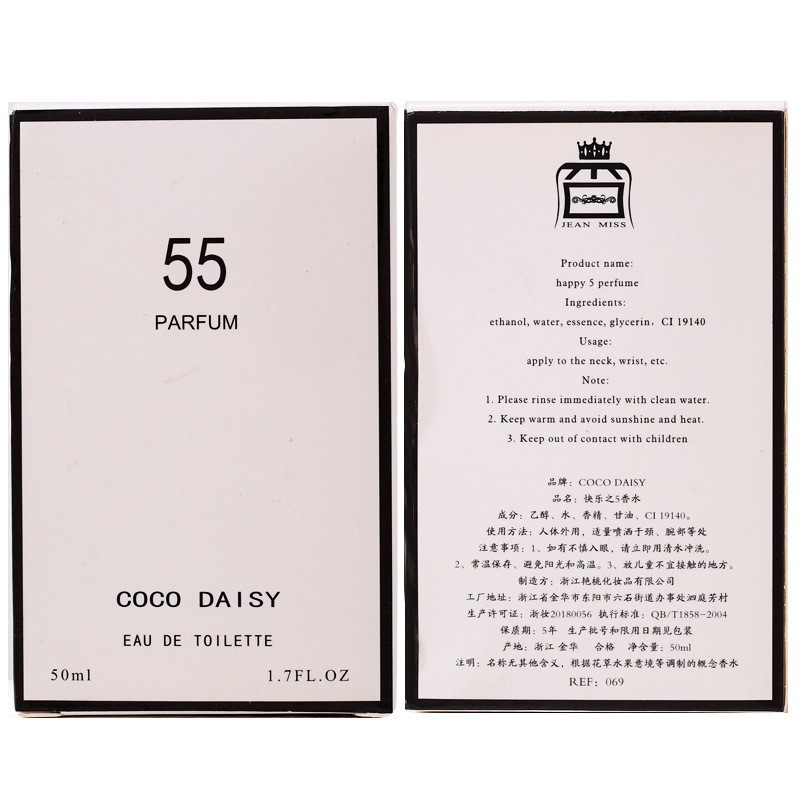 55
PARFUM
COCO DAISY
EAU DE TOILETTE
50ml 1.7FL.OZ
JEAN MISS
Product name:
happy 5 perfume
Ingredients:
ethanol, water, essence, glycerin, CI 19140
Usage:
apply to the neck, wrist, etc.
Note:
1. Please rinse immediately with clean water.
2. Keep warm and avoid sunshine and heat.
3. Keep out of contact with children
品牌: COCO DAISY
品名: 快乐之5香水
成分: 乙醇、水、香精、甘油、CI 19140。
使用方法: 人体外用, 适量喷洒于颈、腕部等处
注意事项: 1、如有不慎入眼, 请立即用清水冲洗。
2、常温保存、避免阳光和高温。3、放儿童不宜接触的地方。
制造方: 浙江艳桃化妆品有限公司
工厂地址: 浙江省金华市东阳市六石街道办事处泗庭芳村
生产许可证: 浙妆20180056 执行标准: QB/T1858-2004
保质期: 5年 生产批号和限用日期见包装
产地: 浙江 金华 合格 净含量: 50ml
注明: 名称无其他含义, 根据花草水果意境等调制的概念香水
REF: 069